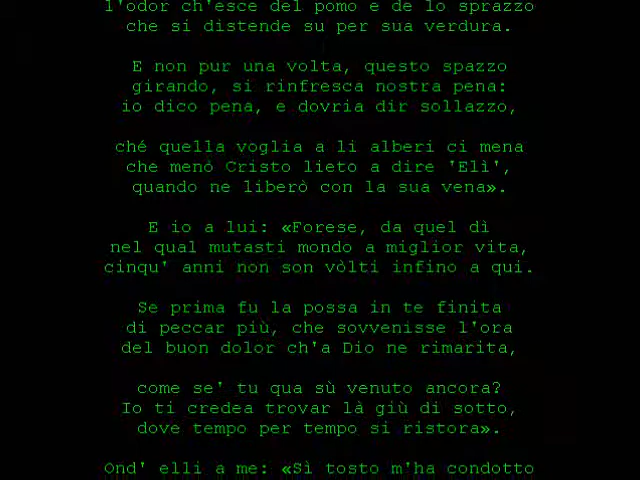 l'odor ch'esce del pomo e de lo sprazzo
che si distende su per sua verdura.
E non pur una volta, questo spazzo
girando, si rinfresca nostra pena:
io dico pena, e dovria dir sollazzo,
ché quella voglia a li alberi ci mena
che menò Cristo lieto a dire 'Elì',
quando ne liberò con la sua vena».
E io a lui: «Forese, da quel dì
nel qual mutasti mondo a miglior vita,
cinqu' anni non son vòlti infino a qui.
Se prima fu la possa in te finita
di peccar più, che sovvenisse l'ora
del buon dolor ch'a Dio ne rimarita,
come se' tu qua sù venuto ancora?
Io ti credea trovar là giù di sotto,
dove tempo per tempo si ristora».
Ond' elli a me: «Sì tosto m'ha condotto